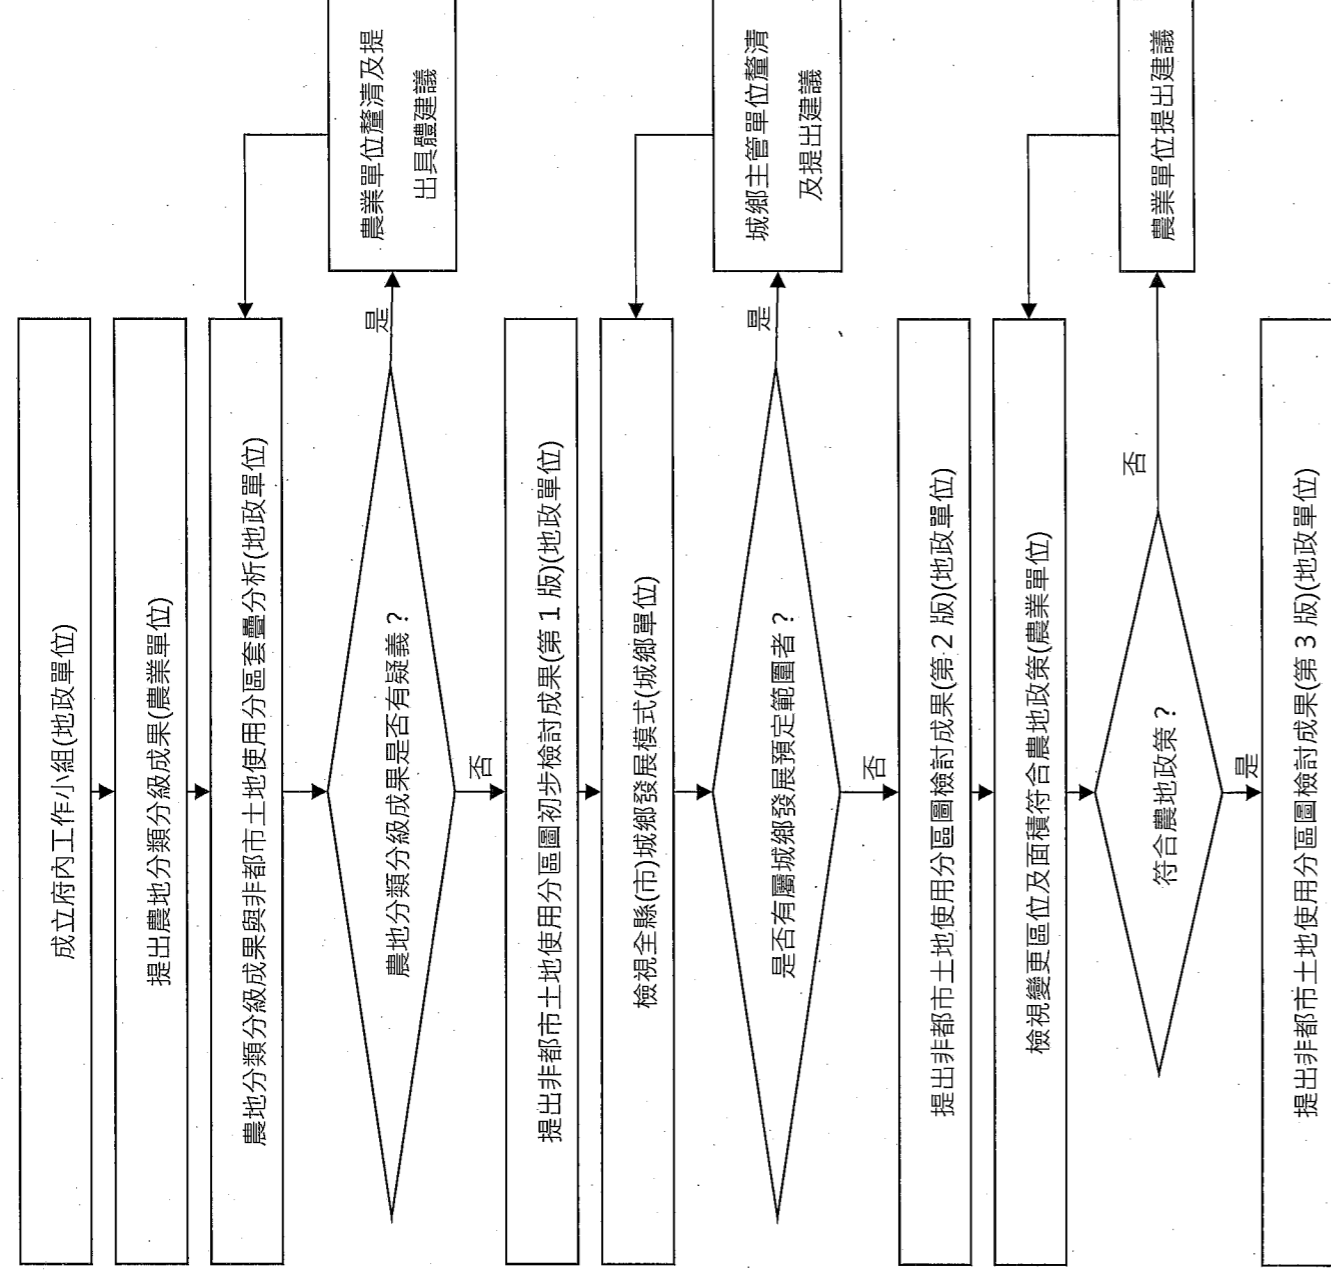 成立府內工作小組(地政單位)
提出農地分類分級成果(農業單位)
農地分類分級成果與非都市土地使用分區套疊分析(地政單位)
農地分類分級成果是否有疑義？
是
農業單位釐清及提
出具體建議
否
提出非都市土地使用分區圖初步檢討成果(第 1 版)(地政單位)
檢視全縣(市)城鄉發展模式(城鄉單位)
是否有屬城鄉發展預定範圍者？
是
城鄉主管單位釐清
及提出建議
否
提出非都市土地使用分區圖檢討成果(第 2 版)(地政單位)
檢視變更區位及面積符合農地政策(農業單位)
符合農地政策？
否
農業單位提出建議
是
提出非都市土地使用分區圖檢討成果(第 3 版)(地政單位)